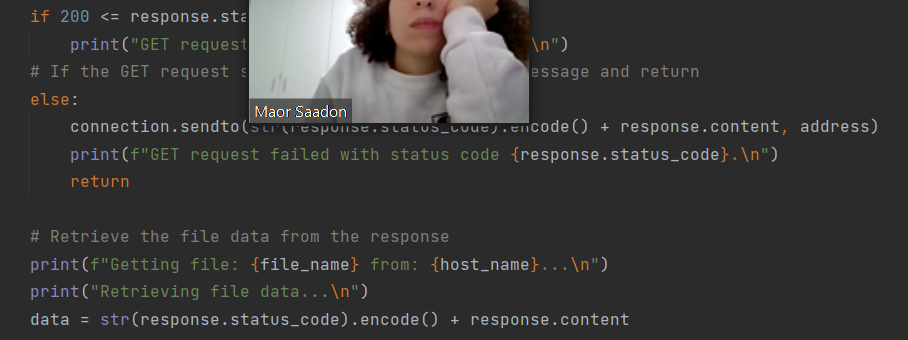 if 200 <= response.sta
print("GET request \n")
# If the GET request s essage and return
else:
Maor Saadon
connection.sendto(str(response.status_code).encode() + response.content, address)
print(f"GET request failed with status code {response.status_code}.\n")
return
# Retrieve the file data from the response
print(f"Getting file: {file_name} from: {host_name}...\n")
print("Retrieving file data...\n")
data = str(response.status_code).encode() + response.content